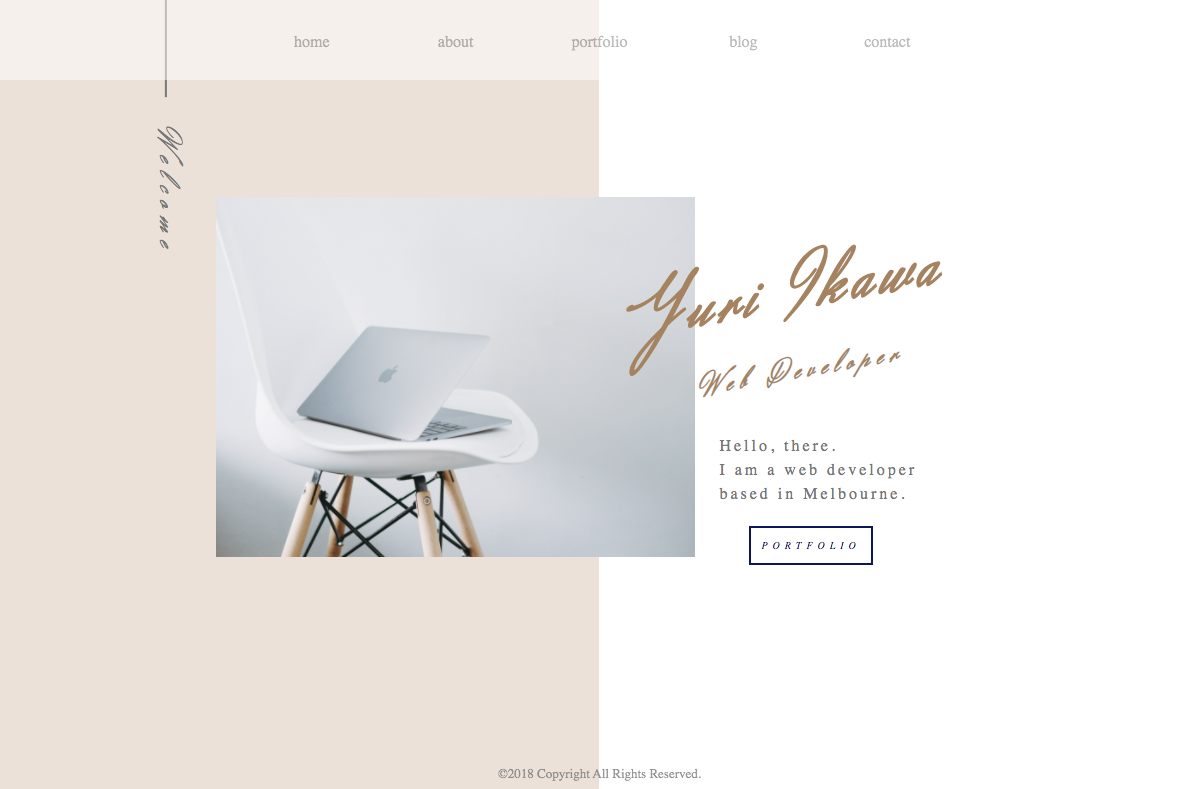 home about portfolio blog contact
Welcome
Yuri Ikawa
Web Developer
Hello, there.
I am a web developer
based in Melbourne.
PORTFOLIO
©2018 Copyright All Rights Reserved.